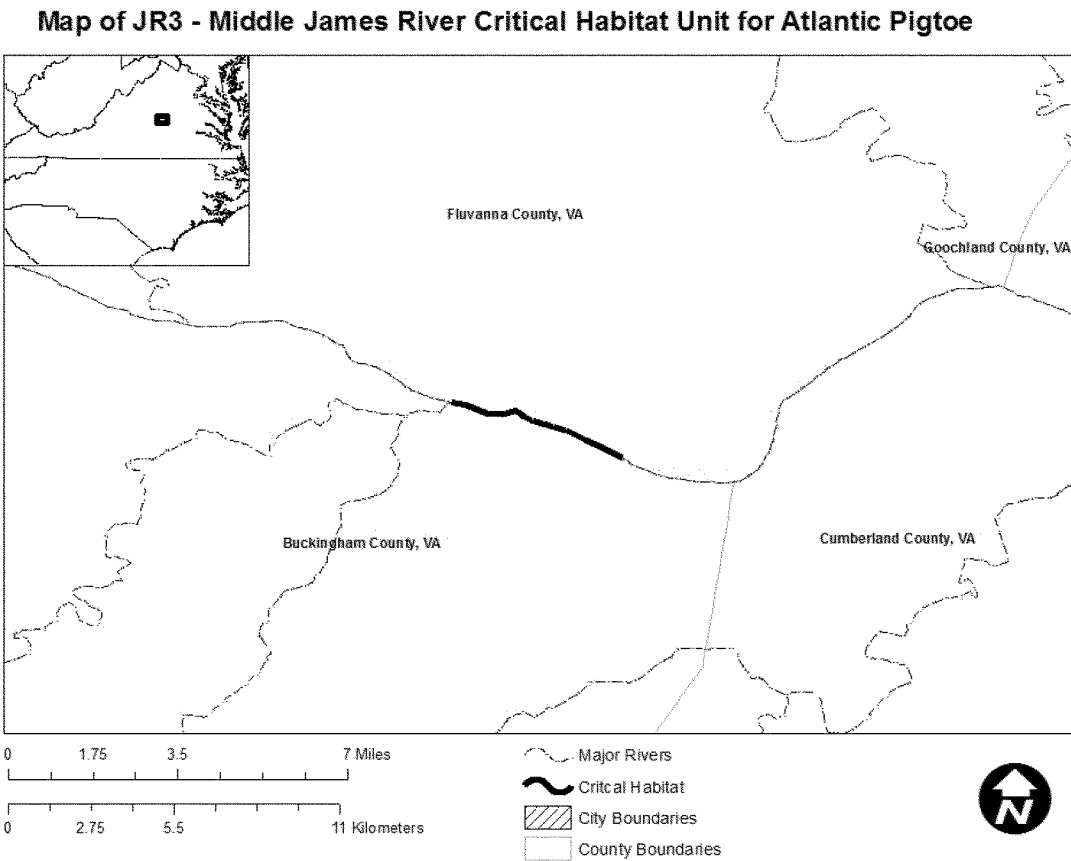 Map of JR3 - Middle James River Critical Habitat Unit for Atlantic Pigtoe
Fluvanna County, VA
Goochland County, VA
Buckingham County, VA
Cumberland County, VA
0 1.75 3.5 7 Miles
0 2.75 5.5 11 Kilometers
Major Rivers
Critcal Habitat
City Boundaries
County Boundaries
N